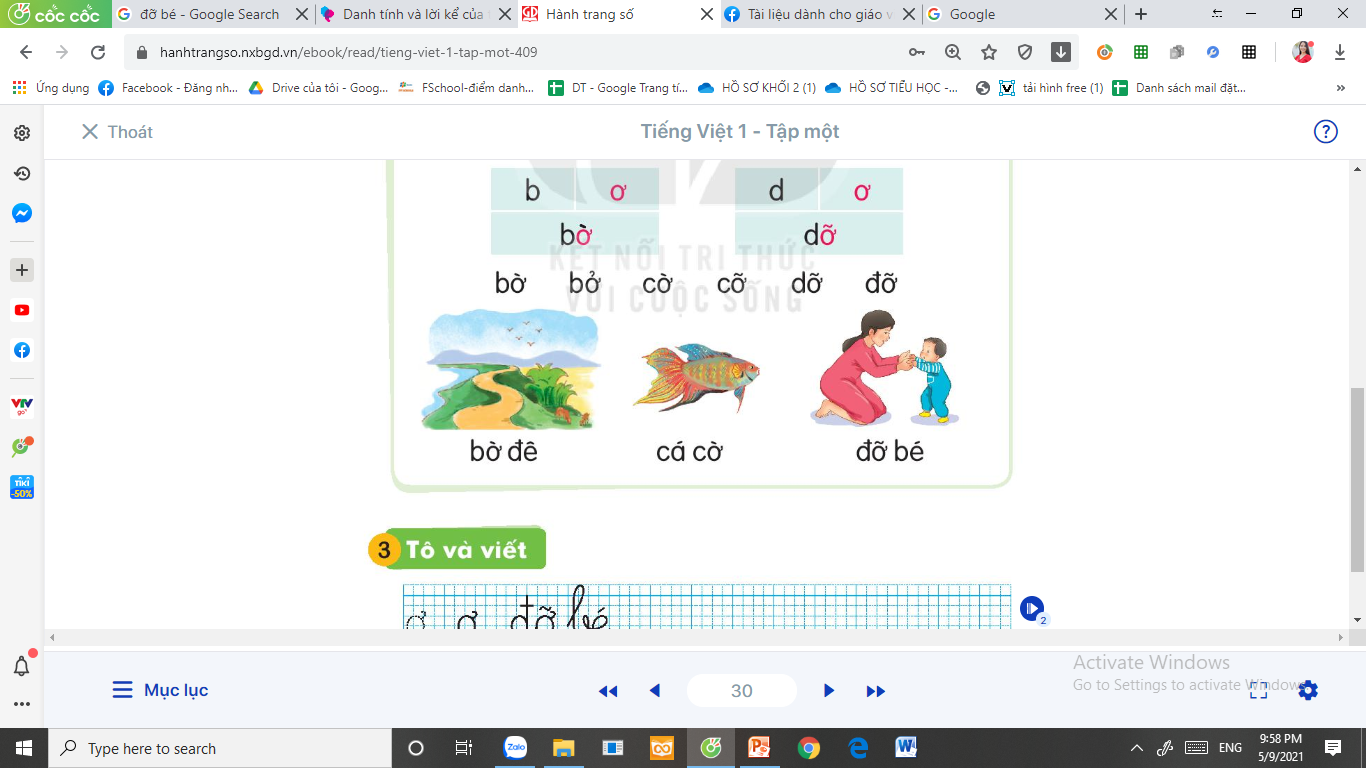 cốc cốc
đỡ bé - Google Search
Danh tính và lời kể của
Hành trang số
Tài liệu dành cho giáo v
Google
hanhtrangso.nxbgd.vn/ebook/read/tieng-viet-1-tap-mot-409
Ứng dụng
Facebook - Đăng nh...
Drive của tôi - Goog...
FSchool-điểm danh...
DT - Google Trang tí...
HỒ SƠ KHỐI 2 (1)
HỒ SƠ TIỂU HỌC -...
tải hình free (1)
Danh sách mail đặt...
Thoát
Tiếng Việt 1 - Tập một
b ơ d ơ
bờ dỡ
KẾT NỐI TRI THỨC
VỚI CUỘC SỐNG
bờ bở cờ cỡ dỡ đỡ
bờ đê cá cờ đỡ bé
3 Tô và viết
ơ ơ đỡ bé
2
VTV
go
TIKI
-50%
Mục lục
30
Activate Windows
Go to Settings to activate Windows.
Type here to search
Zalo
ENG
9:58 PM
5/9/2021